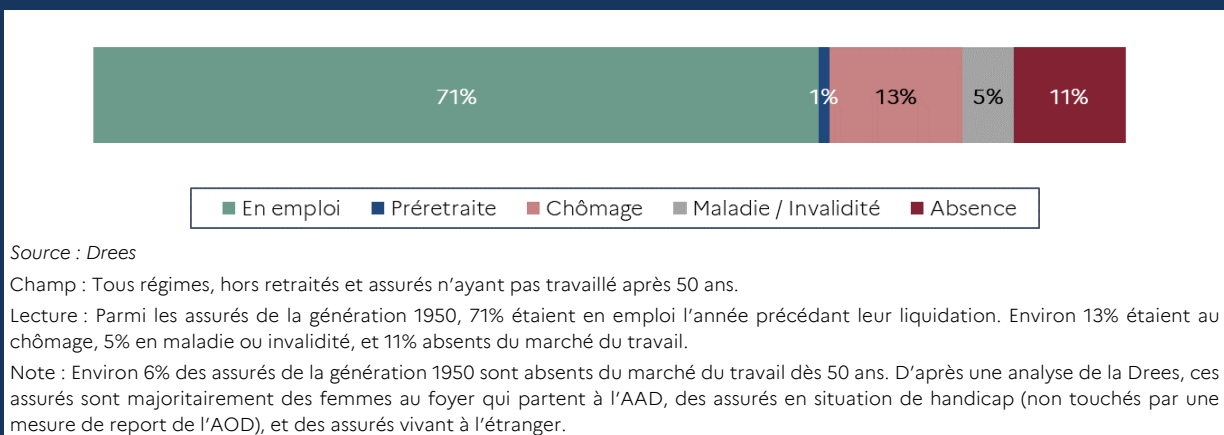 71% 1% 13% 5% 11%
En emploi Préretraite Chômage Maladie / Invalidité Absence
Source : Drees
Champ : Tous régimes, hors retraités et assurés n’ayant pas travaillé après 50 ans.
Lecture : Parmi les assurés de la génération 1950, 71% étaient en emploi l’année précédant leur liquidation. Environ 13% étaient au
chômage, 5% en maladie ou invalidité, et 11% absents du marché du travail.
Note : Environ 6% des assurés de la génération 1950 sont absents du marché du travail dès 50 ans. D’après une analyse de la Drees, ces
assurés sont majoritairement des femmes au foyer qui partent à l’AAD, des assurés en situation de handicap (non touchés par une
mesure de report de l’AOD), et des assurés vivant à l’étranger.